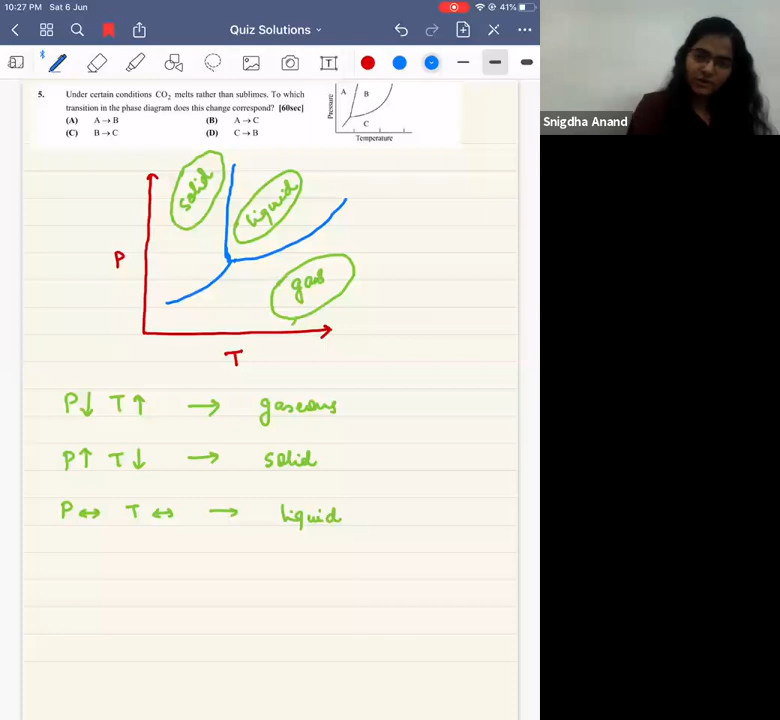 10:27 PM Sat 6 Jun
41%
Quiz Solutions
5. Under certain conditions CO2 melts rather than sublimes. To which
transition in the phase diagram does this change correspond? [60sec]
(A) A → B (B) A → C
(C) B → C (D) C → B
Pressure
A B
C
Temperature
Snigdha Anand
solid
liquid
gas
P
T
P↓ T↑ → gaseous
P↑ T↓ → solid
P↔ T↔ → liquid